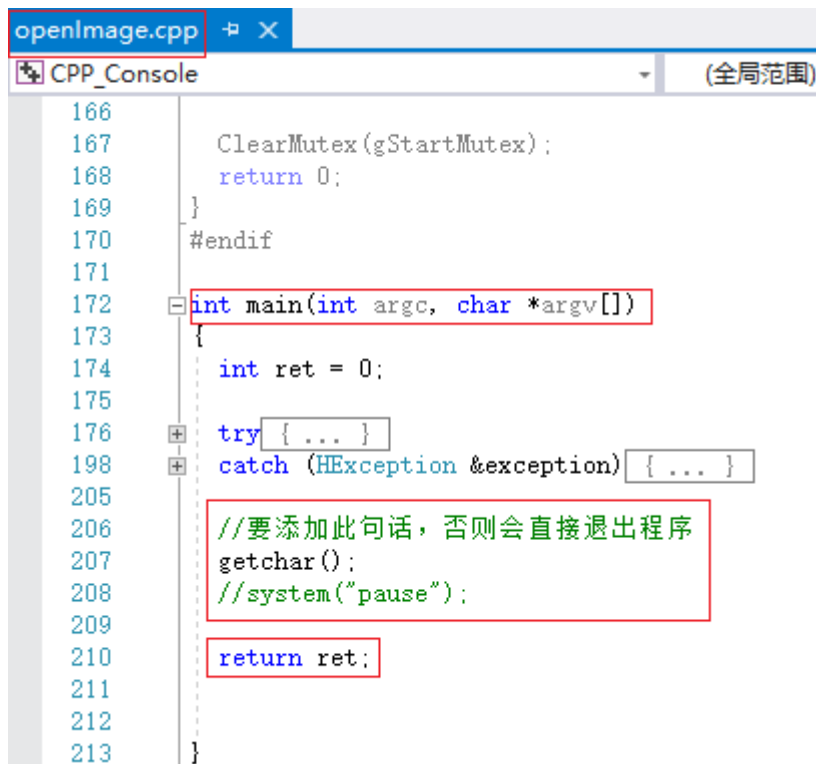 openImage.cpp
CPP_Console (全局范围)
166
167 ClearMutex(gStartMutex);
168 return 0;
169 }
170 #endif
171
172 int main(int argc, char *argv[])
173 {
174 int ret = 0;
175
176 try { ... }
198 catch (HException &exception) { ... }
205
206 //要添加此句话，否则会直接退出程序
207 getchar();
208 //system("pause");
209
210 return ret;
211
212
213 }